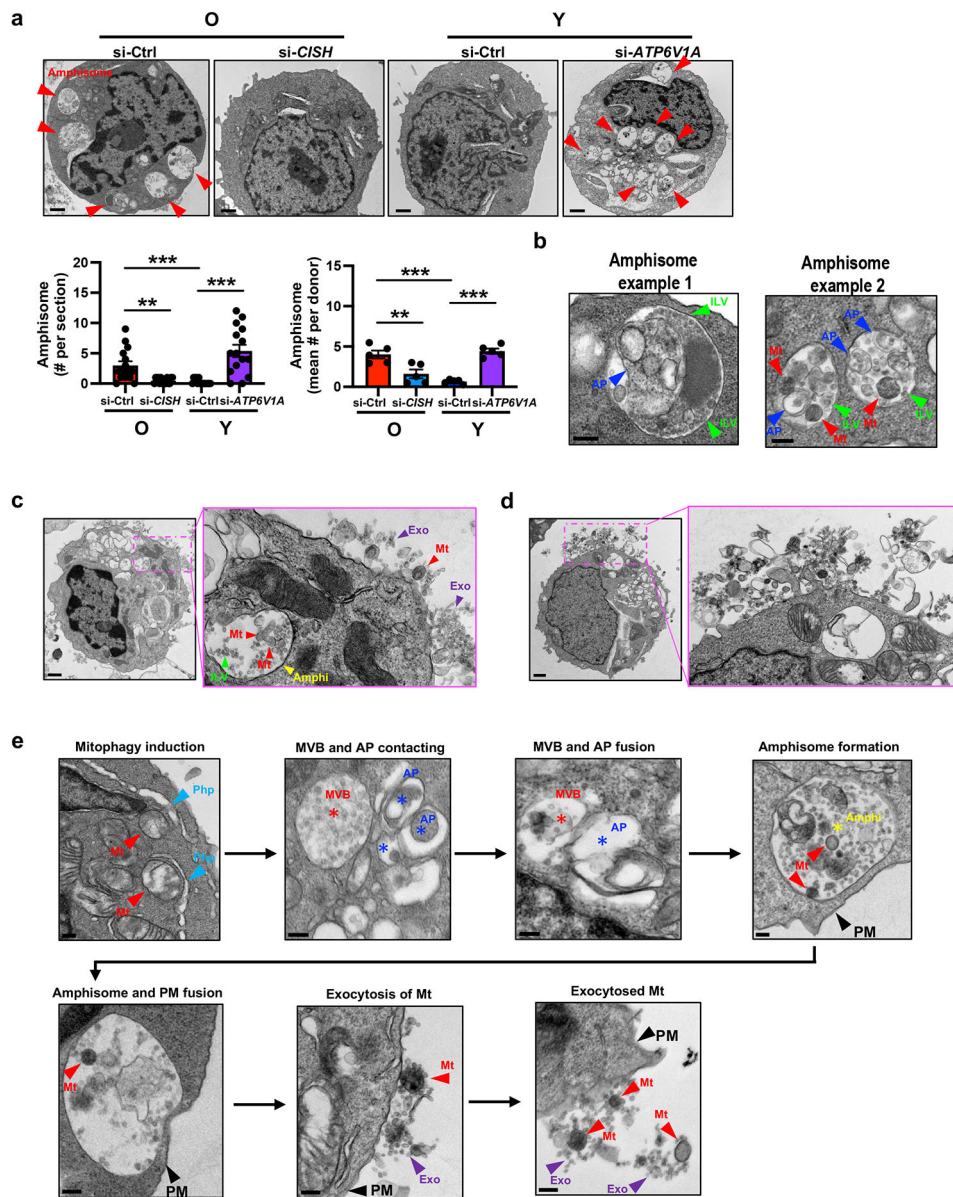 a
O
Y
si-Ctrl
si-CISH
si-Ctrl
si-ATP6V1A
Amphisome
Amphisome
(# per section)
20
15
10
5
0
***
**
***
si-Ctrl si-CISH si-Ctrl si-ATP6V1A
O
Y
Amphisome
(mean # per donor)
15
10
5
0
***
**
***
si-Ctrl si-CISH si-Ctrl si-ATP6V1A
O
Y
b
Amphisome
example 1
ILV
AP
ILV
Amphisome
example 2
AP
AP
Mt
AP
ILV
Mt
Mt
ILV
c
Exo
Mt
Exo
Mt
Mt
ILV
Amphi
d
e
Mitophagy induction
Php
Mt
Php
Mt
MVB and AP contacting
AP
MVB
*
*
AP
*
*
MVB and AP fusion
MVB
*
AP
*
Amphisome formation
Amphi
*
Mt
PM
Amphisome and PM fusion
Mt
PM
Exocytosis of Mt
Mt
Exo
PM
Exocytosed Mt
PM
Mt
Mt
Mt
Exo
Exo